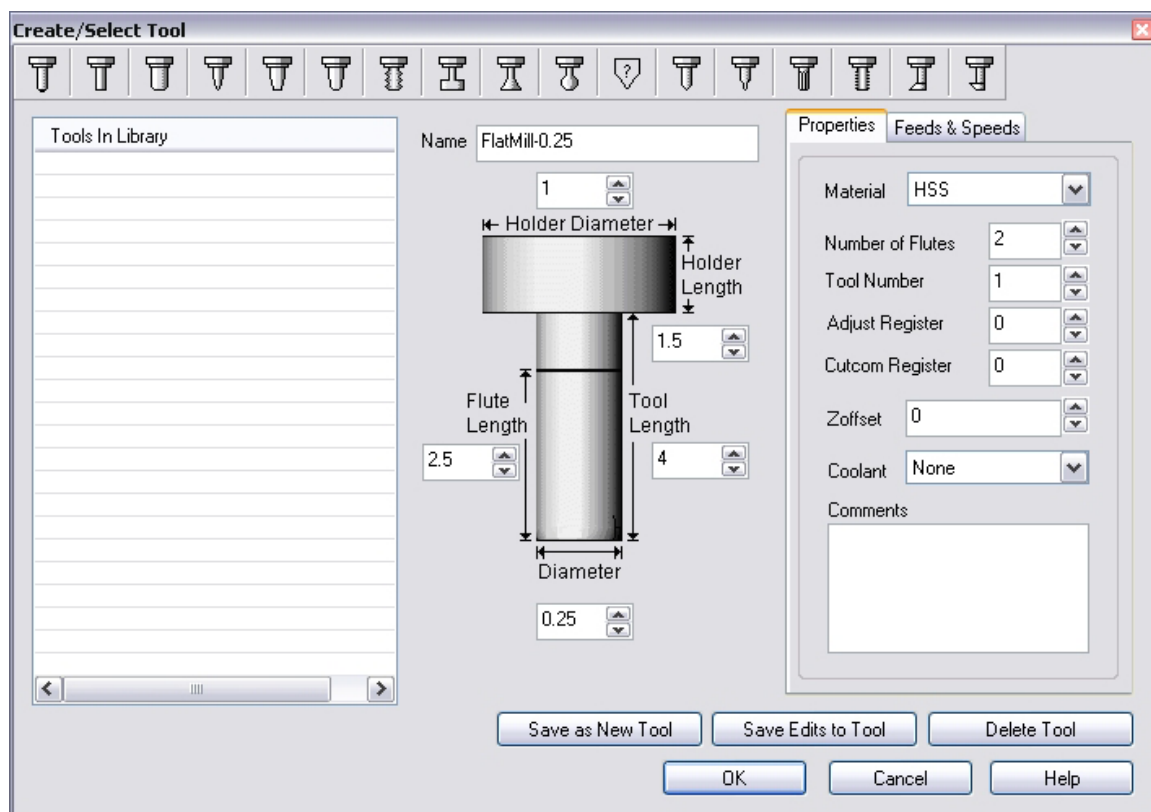 Create/Select Tool
?
Tools In Library
Name FlatMill-0.25
1
Holder Diameter
Holder
Length
1.5
Flute
Length
2.5
Tool
Length
4
Diameter
0.25
Properties Feeds & Speeds
Material HSS
Number of Flutes 2
Tool Number 1
Adjust Register 0
Cutcom Register 0
Zoffset 0
Coolant None
Comments
Save as New Tool Save Edits to Tool Delete Tool
OK Cancel Help